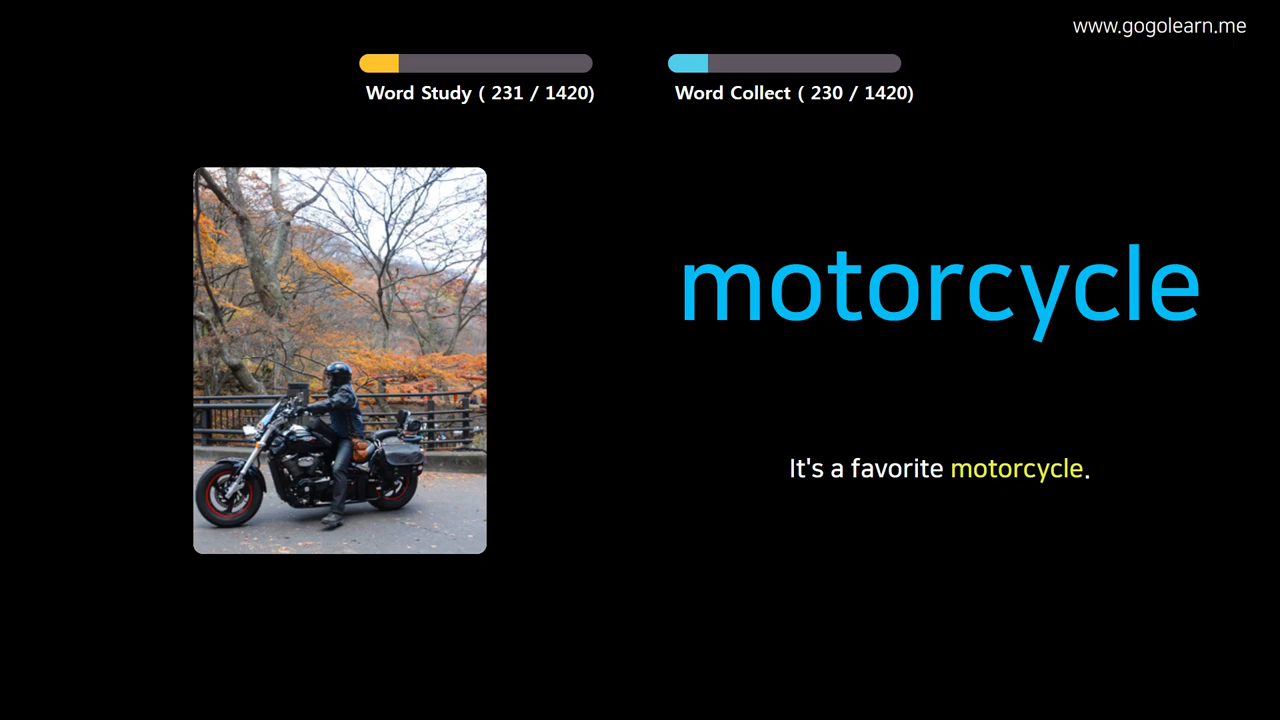 www.gogolearn.me
Word Study ( 231 / 1420)
Word Collect ( 230 / 1420)
motorcycle
It's a favorite motorcycle.